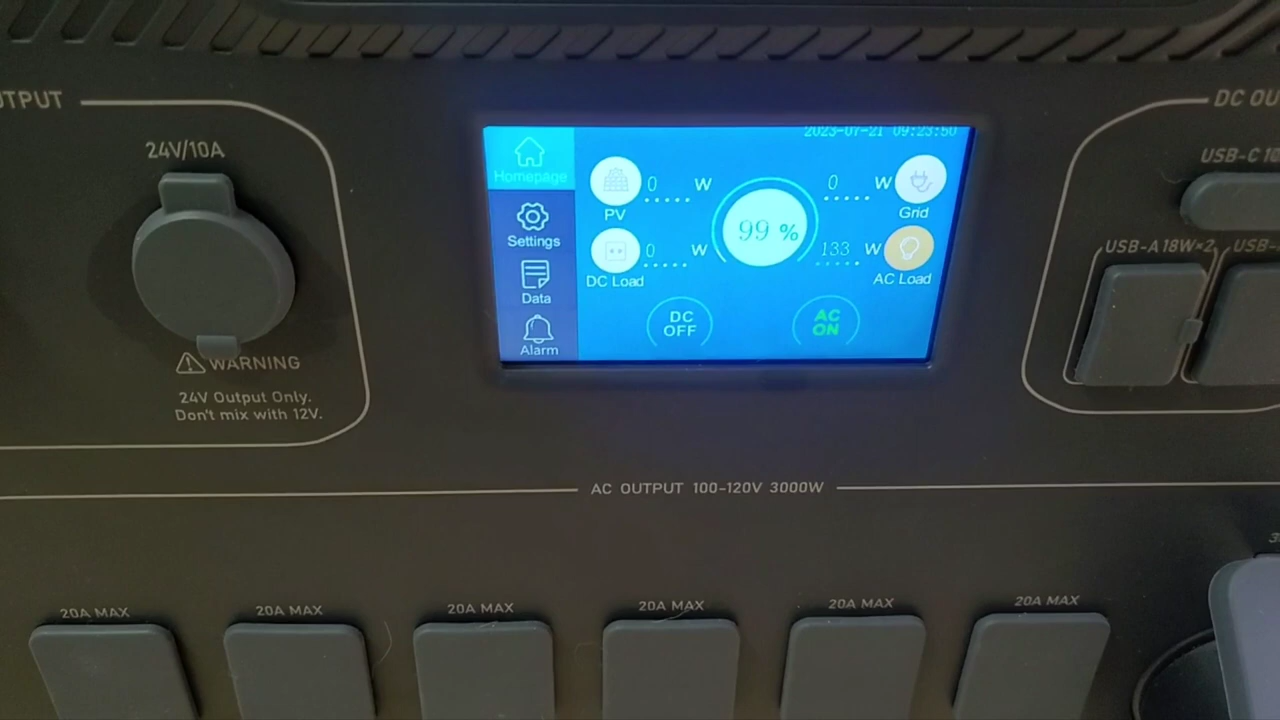 24V/10A
WARNING
24V Output Only.
Don't mix with 12V.
2023-07-21 09:23:50
Homepage
Settings
Data
Alarm
0 W
PV
0 W
DC Load
99 %
0 W
Grid
133 W
AC Load
DC
OFF
AC
ON
DC
USB-C
USB-A 18W×2
AC OUTPUT 100-120V 3000W
20A MAX
20A MAX
20A MAX
20A MAX
20A MAX
20A MAX